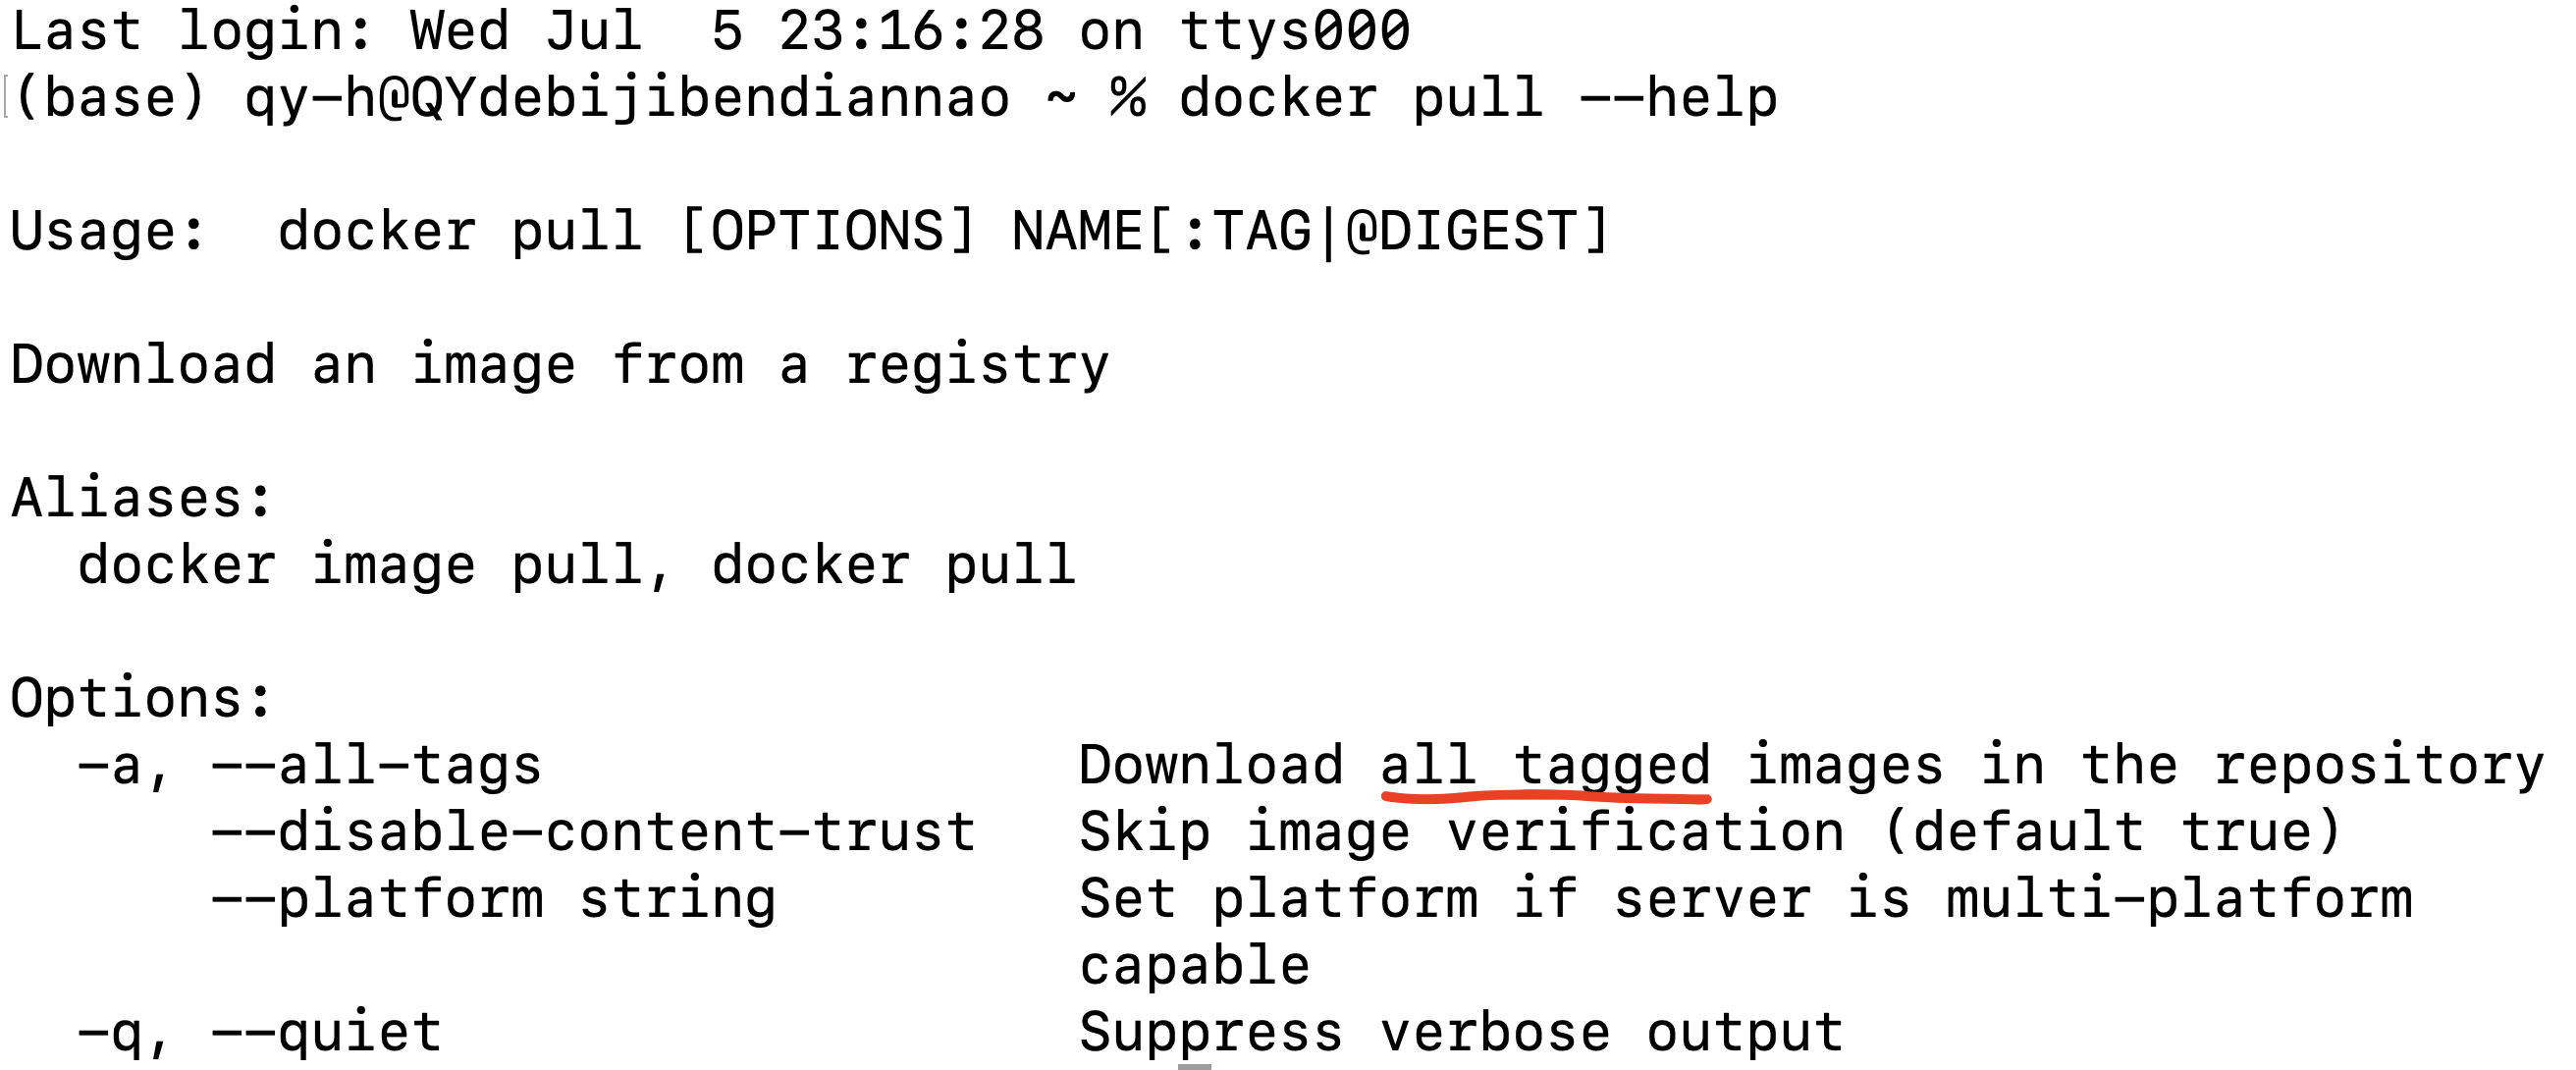 Last login: Wed Jul  5 23:16:28 on ttys000
(base) qy-h@QYdebijibendiannao ~ % docker pull --help
Usage:  docker pull [OPTIONS] NAME[:TAG|@DIGEST]
Download an image from a registry
Aliases:
  docker image pull, docker pull
Options:
  -a, --all-tags                Download all tagged images in the repository
      --disable-content-trust   Skip image verification (default true)
      --platform string         Set platform if server is multi-platform
                                capable
  -q, --quiet                   Suppress verbose output